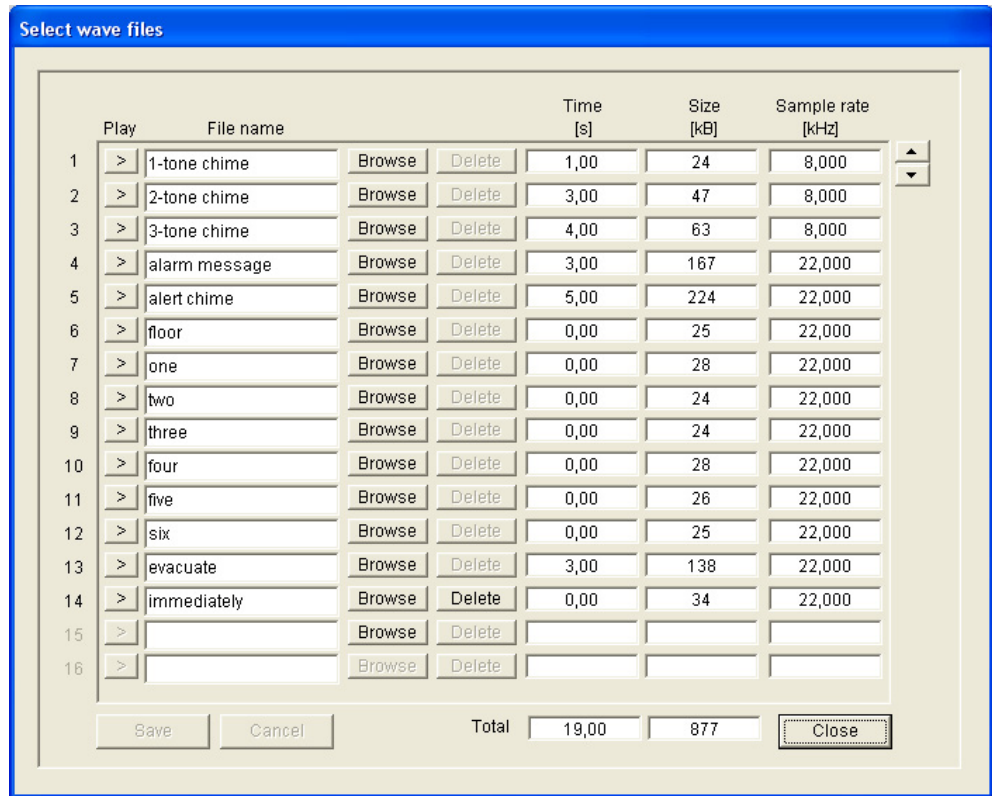 Select wave files
Time Size Sample rate
Play File name [s] [kB] [kHz]
1 > 1-tone chime Browse Delete 1,00 24 8,000
2 > 2-tone chime Browse Delete 3,00 47 8,000
3 > 3-tone chime Browse Delete 4,00 63 8,000
4 > alarm message Browse Delete 3,00 167 22,000
5 > alert chime Browse Delete 5,00 224 22,000
6 > floor Browse Delete 0,00 25 22,000
7 > one Browse Delete 0,00 28 22,000
8 > two Browse Delete 0,00 24 22,000
9 > three Browse Delete 0,00 24 22,000
10 > four Browse Delete 0,00 28 22,000
11 > five Browse Delete 0,00 26 22,000
12 > six Browse Delete 0,00 25 22,000
13 > evacuate Browse Delete 3,00 138 22,000
14 > immediately Browse Delete 0,00 34 22,000
15 > Browse Delete
16 > Browse Delete
Save Cancel Total 19,00 877 Close